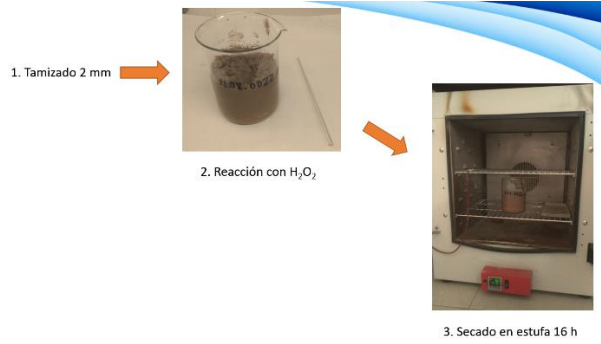 1. Tamizado 2 mm
2. Reacción con H₂O₂
3. Secado en estufa 16 h